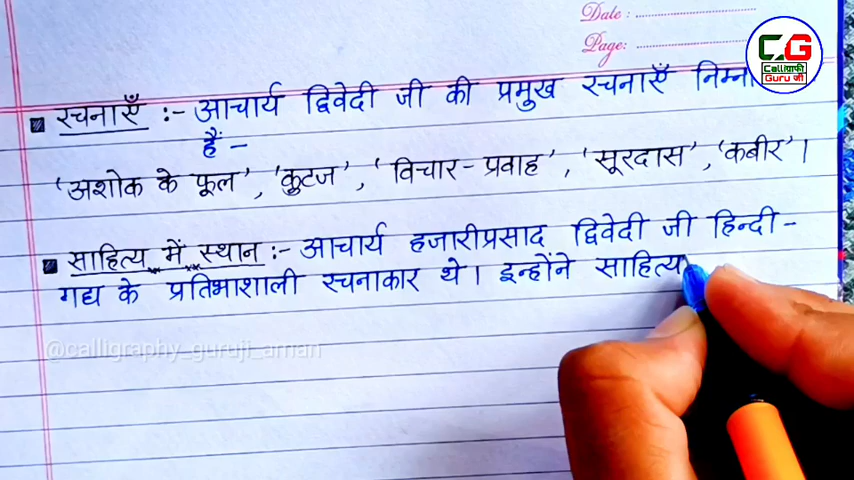 Date :
Page:
CG
Calliग्राफी
Guru जी
रचनाएँ :- आचार्य द्विवेदी जी की प्रमुख रचनाएँ
हैं -
'अशोक के फूल', 'कुटज', 'विचार-प्रवाह', 'सूरदास', 'कबीर'।
साहित्य में स्थान :- आचार्य हजारीप्रसाद द्विवेदी जी हिन्दी-
गद्य के प्रतिभाशाली रचनाकार थे। इन्होंने साहित्य
@calligraphy_guruji_aman